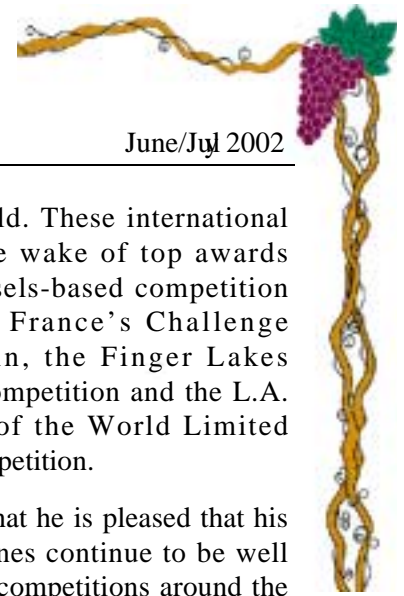 June/July 2002
ld. These international
e wake of top awards
sels-based competition
France's Challenge
in, the Finger Lakes
ompetition and the L.A.
of the World Limited
petition.
hat he is pleased that his
nes continue to be well
competitions around the